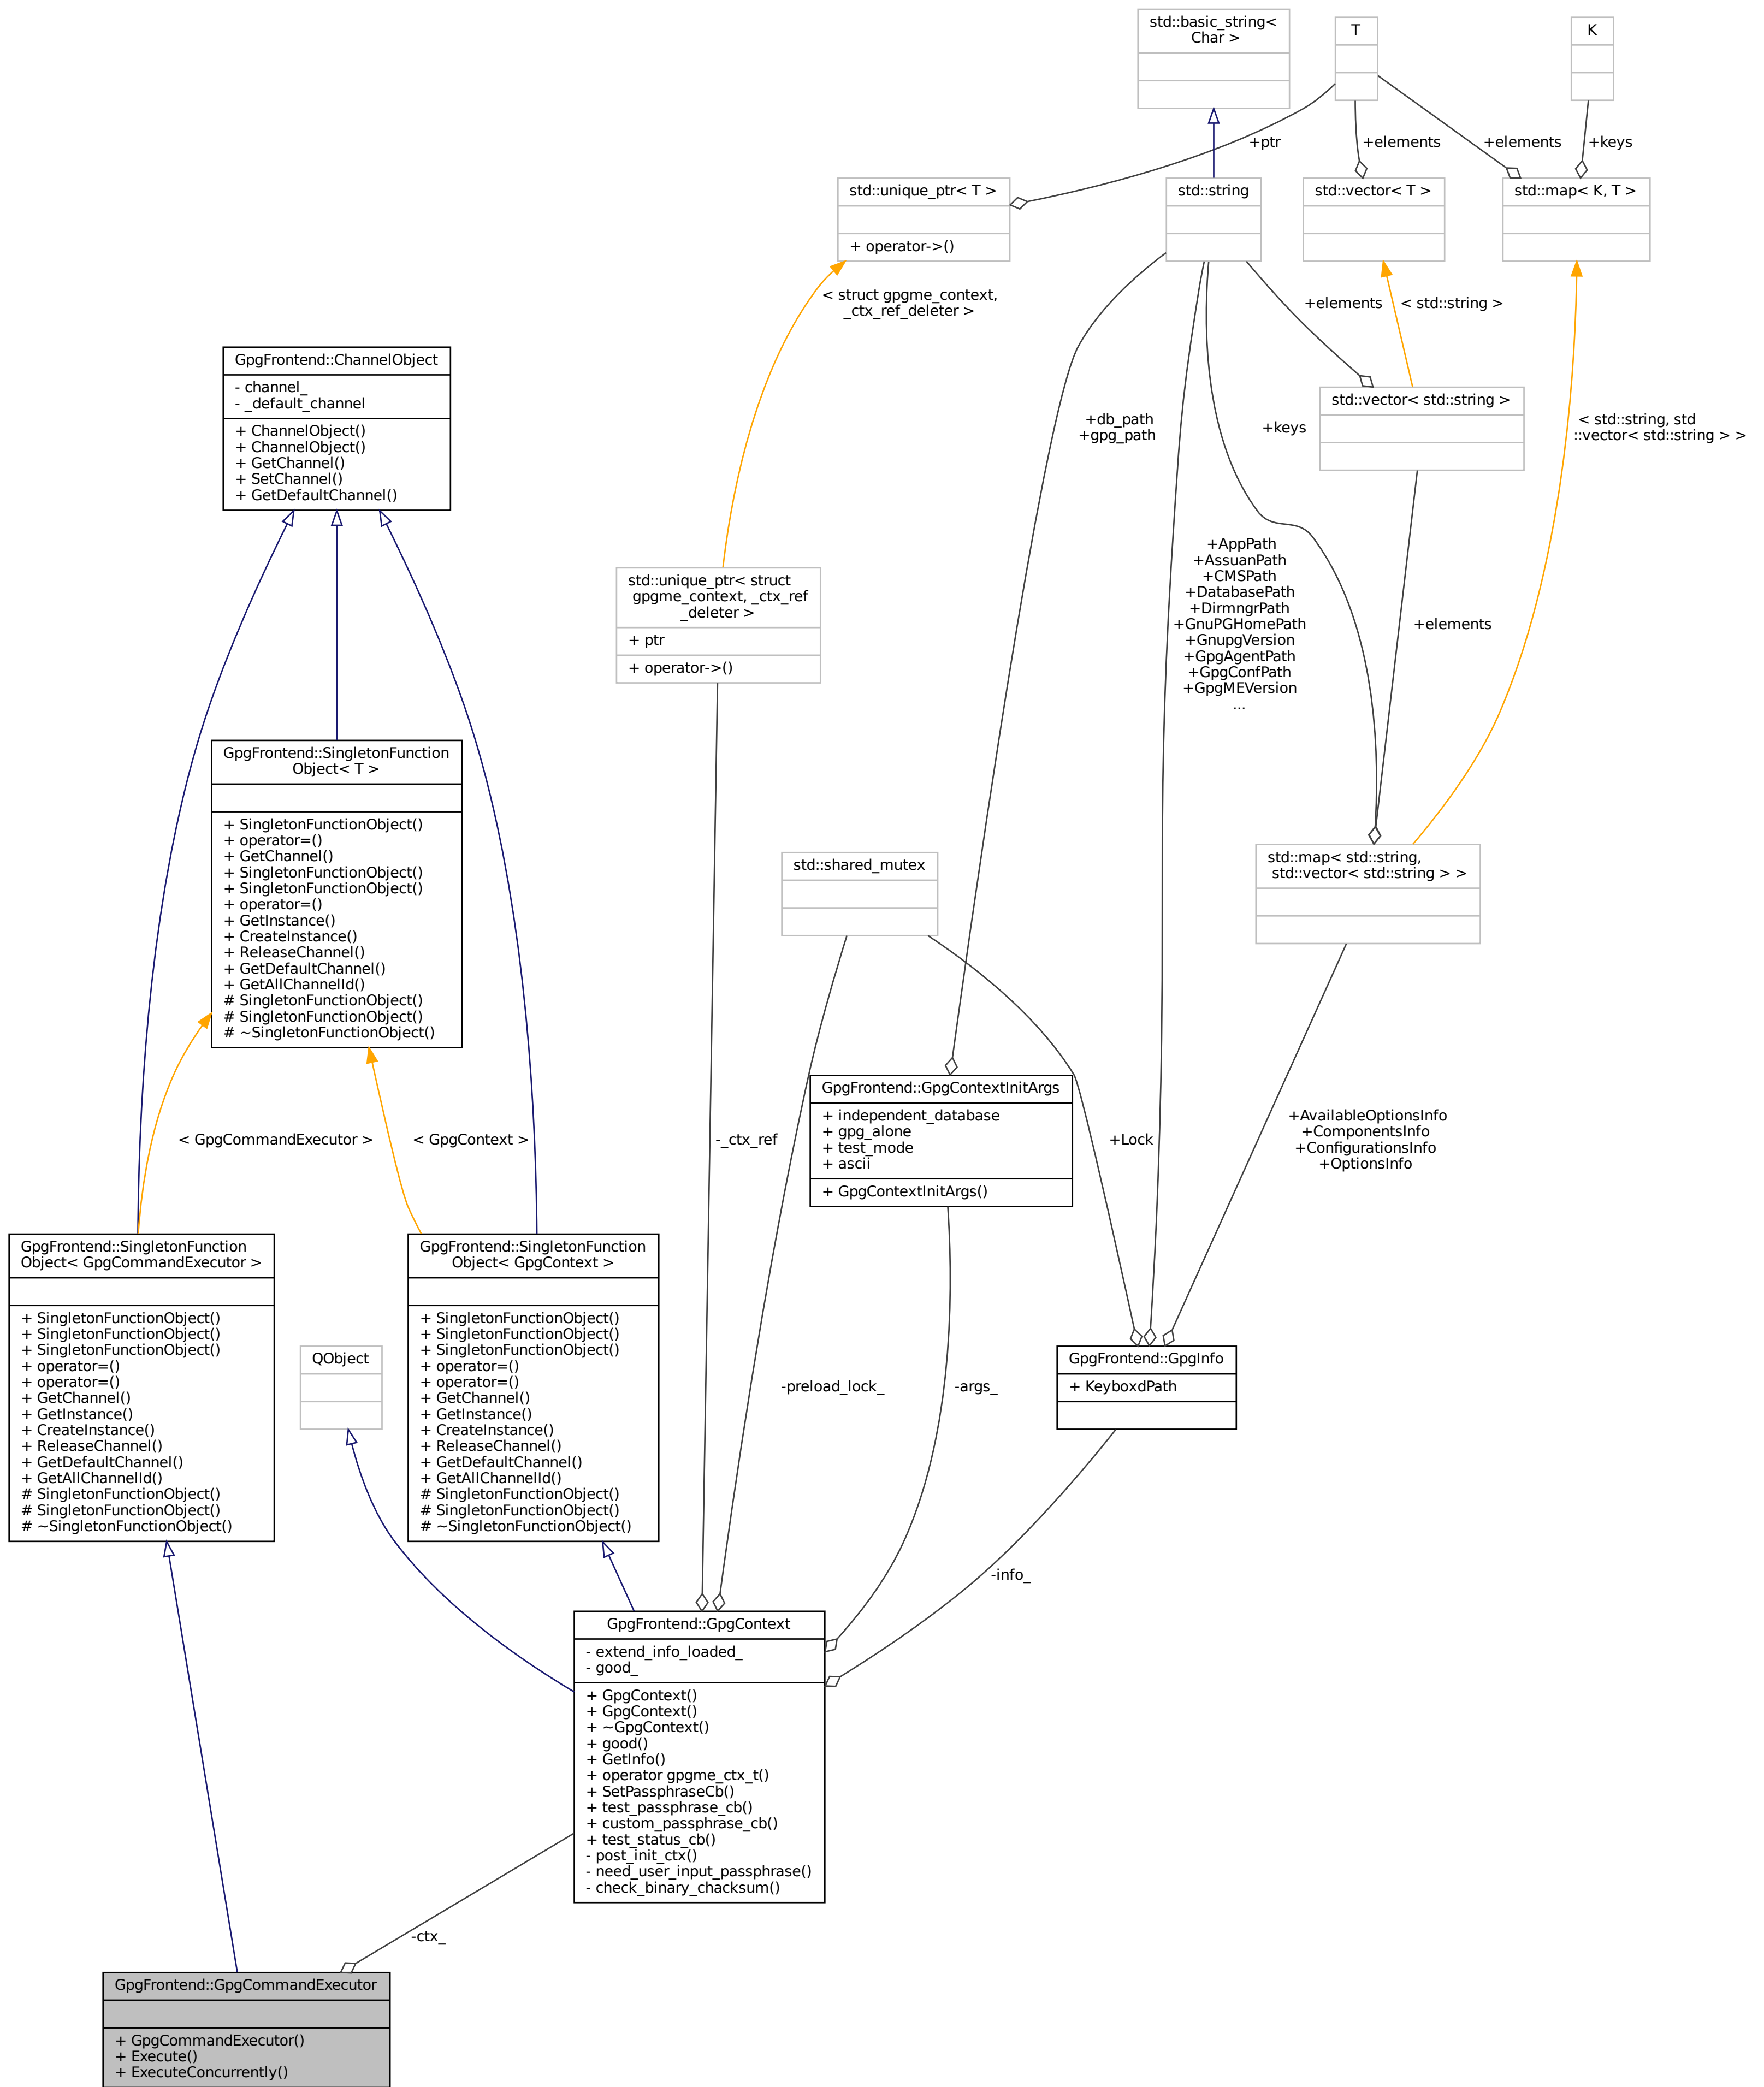 std::basic_string<
Char >
T
K
+ptr
+elements
+elements
+keys
std::unique_ptr< T >
+ operator->()
std::string
std::vector< T >
std::map< K, T >
< struct gpgme_context,
_ctx_ref_deleter >
+elements
< std::string >
GpgFrontend::ChannelObject
- channel_
- _default_channel
+ ChannelObject()
+ ChannelObject()
+ GetChannel()
+ SetChannel()
+ GetDefaultChannel()
+db_path
+gpg_path
+keys
std::vector< std::string >
< std::string, std
::vector< std::string > >
std::unique_ptr< struct
gpgme_context, _ctx_ref
_deleter >
+ ptr
+ operator->()
+AppPath
+AssuanPath
+CMSPath
+DatabasePath
+DirmngrPath
+GnuPGHomePath
+GnupgVersion
+GpgAgentPath
+GpgConfPath
+GpgMEVersion
...
+elements
GpgFrontend::SingletonFunction
Object< T >
+ SingletonFunctionObject()
+ operator=()
+ GetChannel()
+ SingletonFunctionObject()
+ SingletonFunctionObject()
+ operator=()
+ GetInstance()
+ CreateInstance()
+ ReleaseChannel()
+ GetDefaultChannel()
+ GetAllChannelId()
# SingletonFunctionObject()
# SingletonFunctionObject()
# ~SingletonFunctionObject()
std::shared_mutex
std::map< std::string,
std::vector< std::string > >
< GpgCommandExecutor >
< GpgContext >
-_ctx_ref
GpgFrontend::GpgContextInitArgs
+ independent_database
+ gpg_alone
+ test_mode
+ ascii
+ GpgContextInitArgs()
+Lock
+AvailableOptionsInfo
+ComponentsInfo
+ConfigurationsInfo
+OptionsInfo
GpgFrontend::SingletonFunction
Object< GpgCommandExecutor >
+ SingletonFunctionObject()
+ SingletonFunctionObject()
+ SingletonFunctionObject()
+ operator=()
+ operator=()
+ GetChannel()
+ GetInstance()
+ CreateInstance()
+ ReleaseChannel()
+ GetDefaultChannel()
+ GetAllChannelId()
# SingletonFunctionObject()
# SingletonFunctionObject()
# ~SingletonFunctionObject()
QObject
GpgFrontend::SingletonFunction
Object< GpgContext >
+ SingletonFunctionObject()
+ SingletonFunctionObject()
+ SingletonFunctionObject()
+ operator=()
+ operator=()
+ GetChannel()
+ GetInstance()
+ CreateInstance()
+ ReleaseChannel()
+ GetDefaultChannel()
+ GetAllChannelId()
# SingletonFunctionObject()
# SingletonFunctionObject()
# ~SingletonFunctionObject()
-preload_lock_
-args_
GpgFrontend::GpgInfo
+ KeyboxdPath
-info_
GpgFrontend::GpgContext
- extend_info_loaded_
- good_
+ GpgContext()
+ GpgContext()
+ ~GpgContext()
+ good()
+ GetInfo()
+ operator gpgme_ctx_t()
+ SetPassphraseCb()
+ test_passphrase_cb()
+ custom_passphrase_cb()
+ test_status_cb()
- post_init_ctx()
- need_user_input_passphrase()
- check_binary_chacksum()
-ctx_
GpgFrontend::GpgCommandExecutor
+ GpgCommandExecutor()
+ Execute()
+ ExecuteConcurrently()